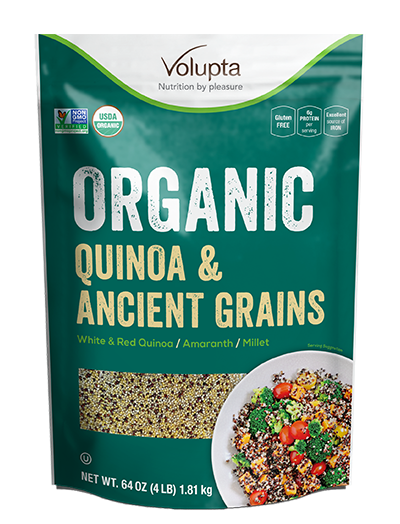 Volupta
Nutrition by pleasure
NON
GMO
Project
VERIFIED
USDA
ORGANIC
Gluten
FREE
6g
PROTEIN
per
serving
Excellent
source of
IRON
ORGANIC
QUINOA &
ANCIENT GRAINS
White & Red Quinoa / Amaranth / Millet
Serving Suggestion
U
NET WT. 64 OZ (4 LB) 1.81 kg